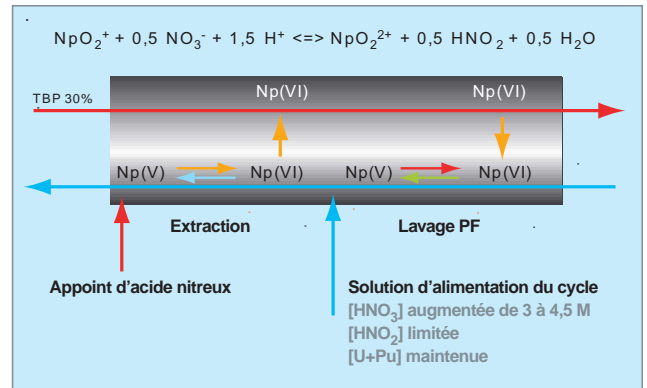 NpO₂⁺ + 0,5 NO₃⁻ + 1,5 H⁺ <=> NpO₂²⁺ + 0,5 HNO₂ + 0,5 H₂O
TBP 30%
Np(VI) Np(VI)
Np(V) Np(VI) Np(V) Np(VI)
Extraction Lavage PF
Appoint d'acide nitreux Solution d'alimentation du cycle
[HNO₃] augmentée de 3 à 4,5 M
[HNO₂] limitée
[U+Pu] maintenue